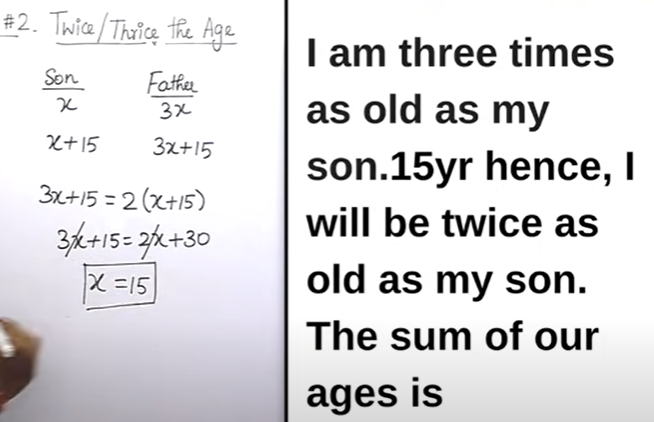 #2. Twice/Thrice the Age
Son Father
x 3x
x+15 3x+15
3x+15 = 2(x+15)
3x+15 = 2x+30
x = 15
I am three times
as old as my
son.15yr hence, I
will be twice as
old as my son.
The sum of our
ages is